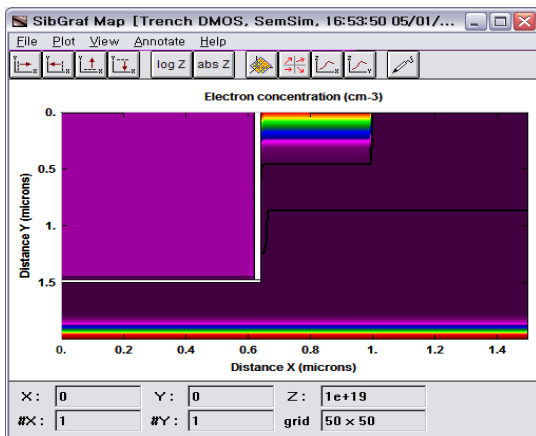 SibGraf Map [Trench DMOS, SemSim, 16:53:50 05/01/...
File Plot View Annotate Help
log Z abs Z
Electron concentration (cm-3)
0.
0.5
1.
1.5
Distance Y (microns)
0. 0.2 0.4 0.6 0.8 1. 1.2 1.4
Distance X (microns)
X: 0 Y: 0 Z: 1e+19
#X: 1 #Y: 1 grid 50 x 50